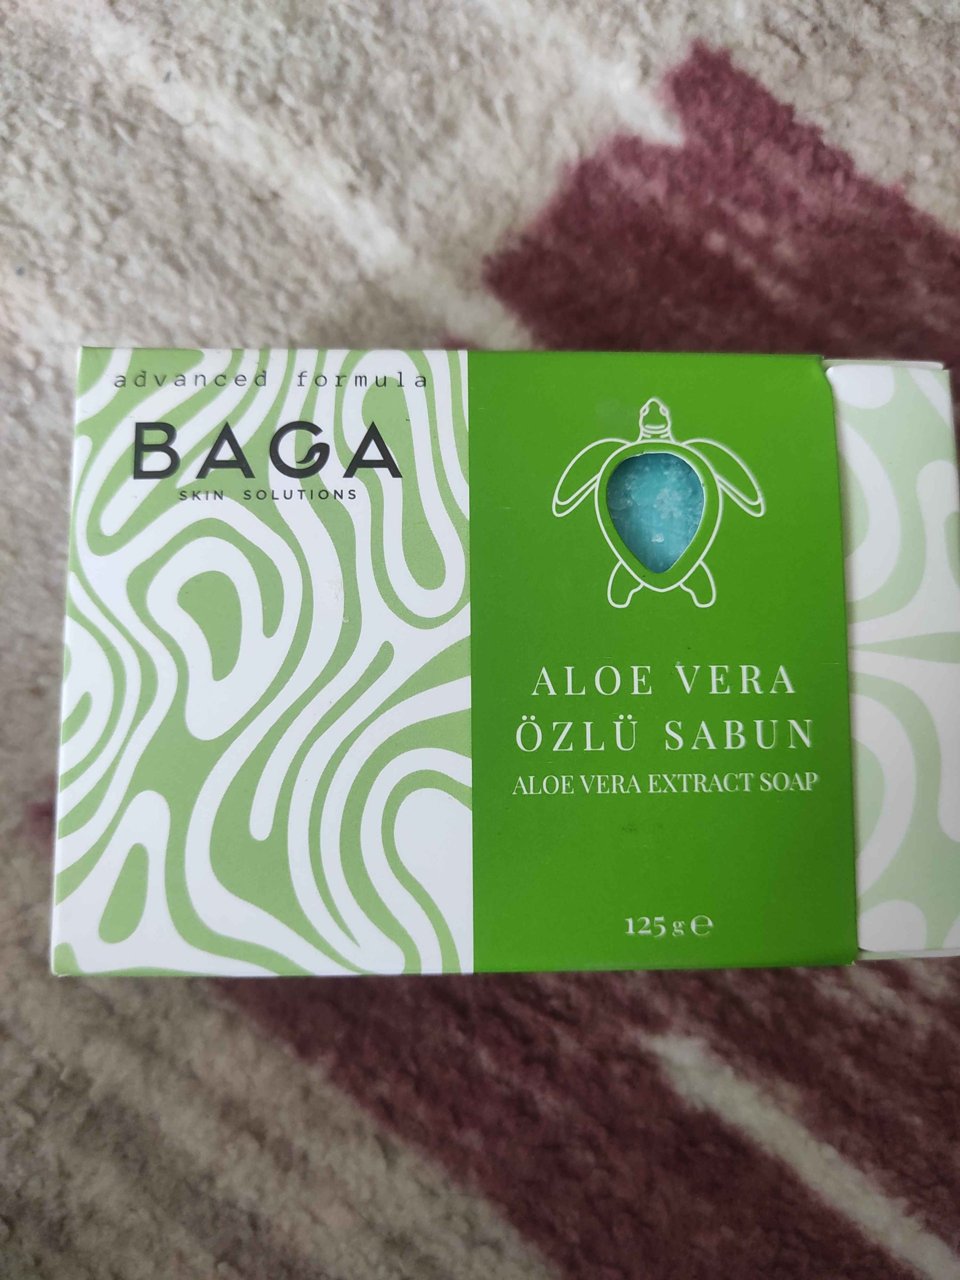 advanced formula
BAGA
SKIN SOLUTIONS
ALOE VERA
ÖZLÜ SABUN
ALOE VERA EXTRACT SOAP
125 g ℮